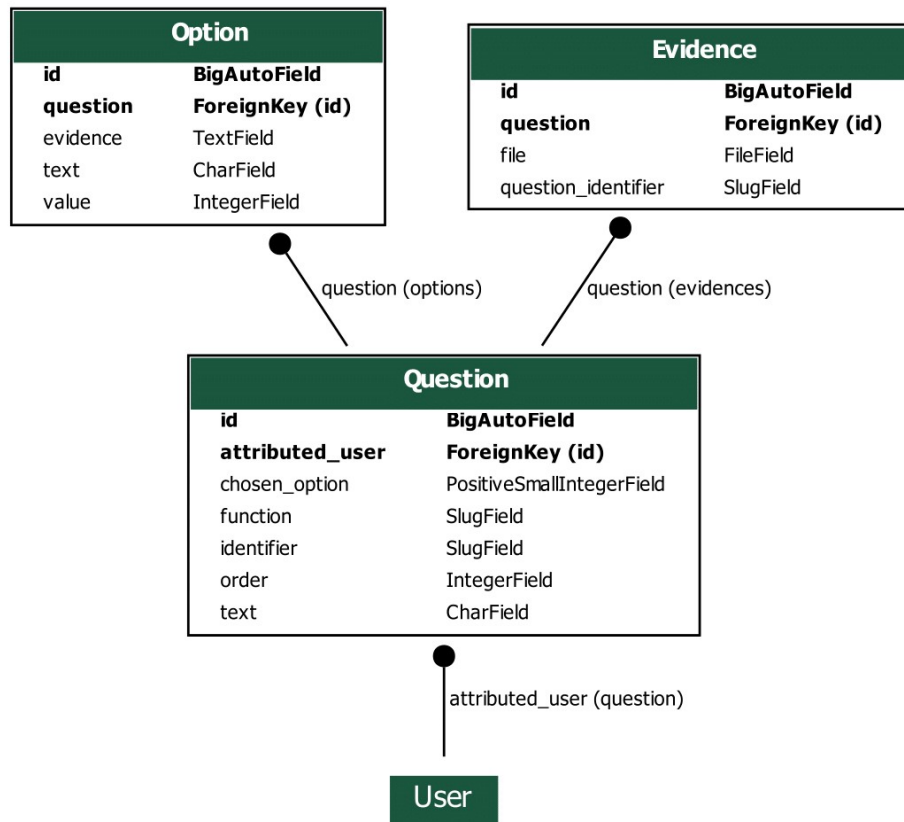 Option
id BigAutoField
question ForeignKey (id)
evidence TextField
text CharField
value IntegerField
Evidence
id BigAutoField
question ForeignKey (id)
file FileField
question_identifier SlugField
question (options)
question (evidences)
Question
id BigAutoField
attributed_user ForeignKey (id)
chosen_option PositiveSmallIntegerField
function SlugField
identifier SlugField
order IntegerField
text CharField
attributed_user (question)
User